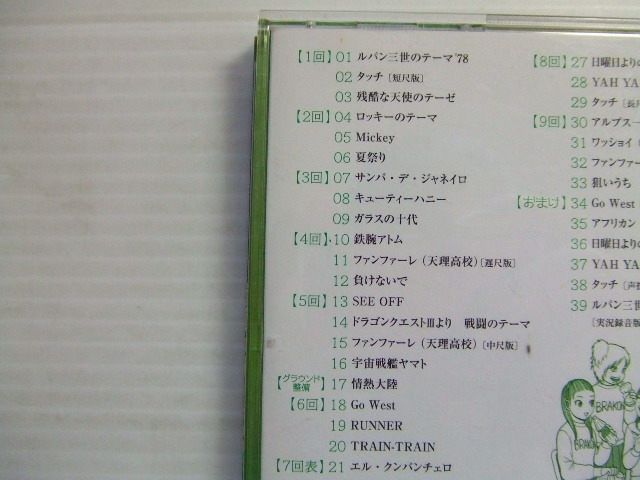 【1回】01 ルパン三世のテーマ'78
02 タッチ〔短尺版〕
03 残酷な天使のテーゼ
【2回】04 ロッキーのテーマ
05 Mickey
06 夏祭り
【3回】07 サンバ・デ・ジャネイロ
08 キューティーハニー
09 ガラスの十代
【4回】10 鉄腕アトム
11 ファンファーレ（天理高校）〔遅尺版〕
12 負けないで
【5回】13 SEE OFF
14 ドラゴンクエストⅢより 戦闘のテーマ
15 ファンファーレ（天理高校）〔中尺版〕
16 宇宙戦艦ヤマト
【グラウンド整備】17 情熱大陸
【6回】18 Go West
19 RUNNER
20 TRAIN-TRAIN
【7回表】21 エル・クンバンチェロ
【8回】27 日曜日よりの
28 YAH YA
29 タッチ〔長
【9回】30 アルプス一
31 ワッショイ
32 ファンファー
33 狙いうち
【おまけ】34 Go West
35 アフリカン
36 日曜日よりの
37 YAH YA
38 タッチ〔声
39 ルパン三世
〔実況録音版
BRAKO
BRAK